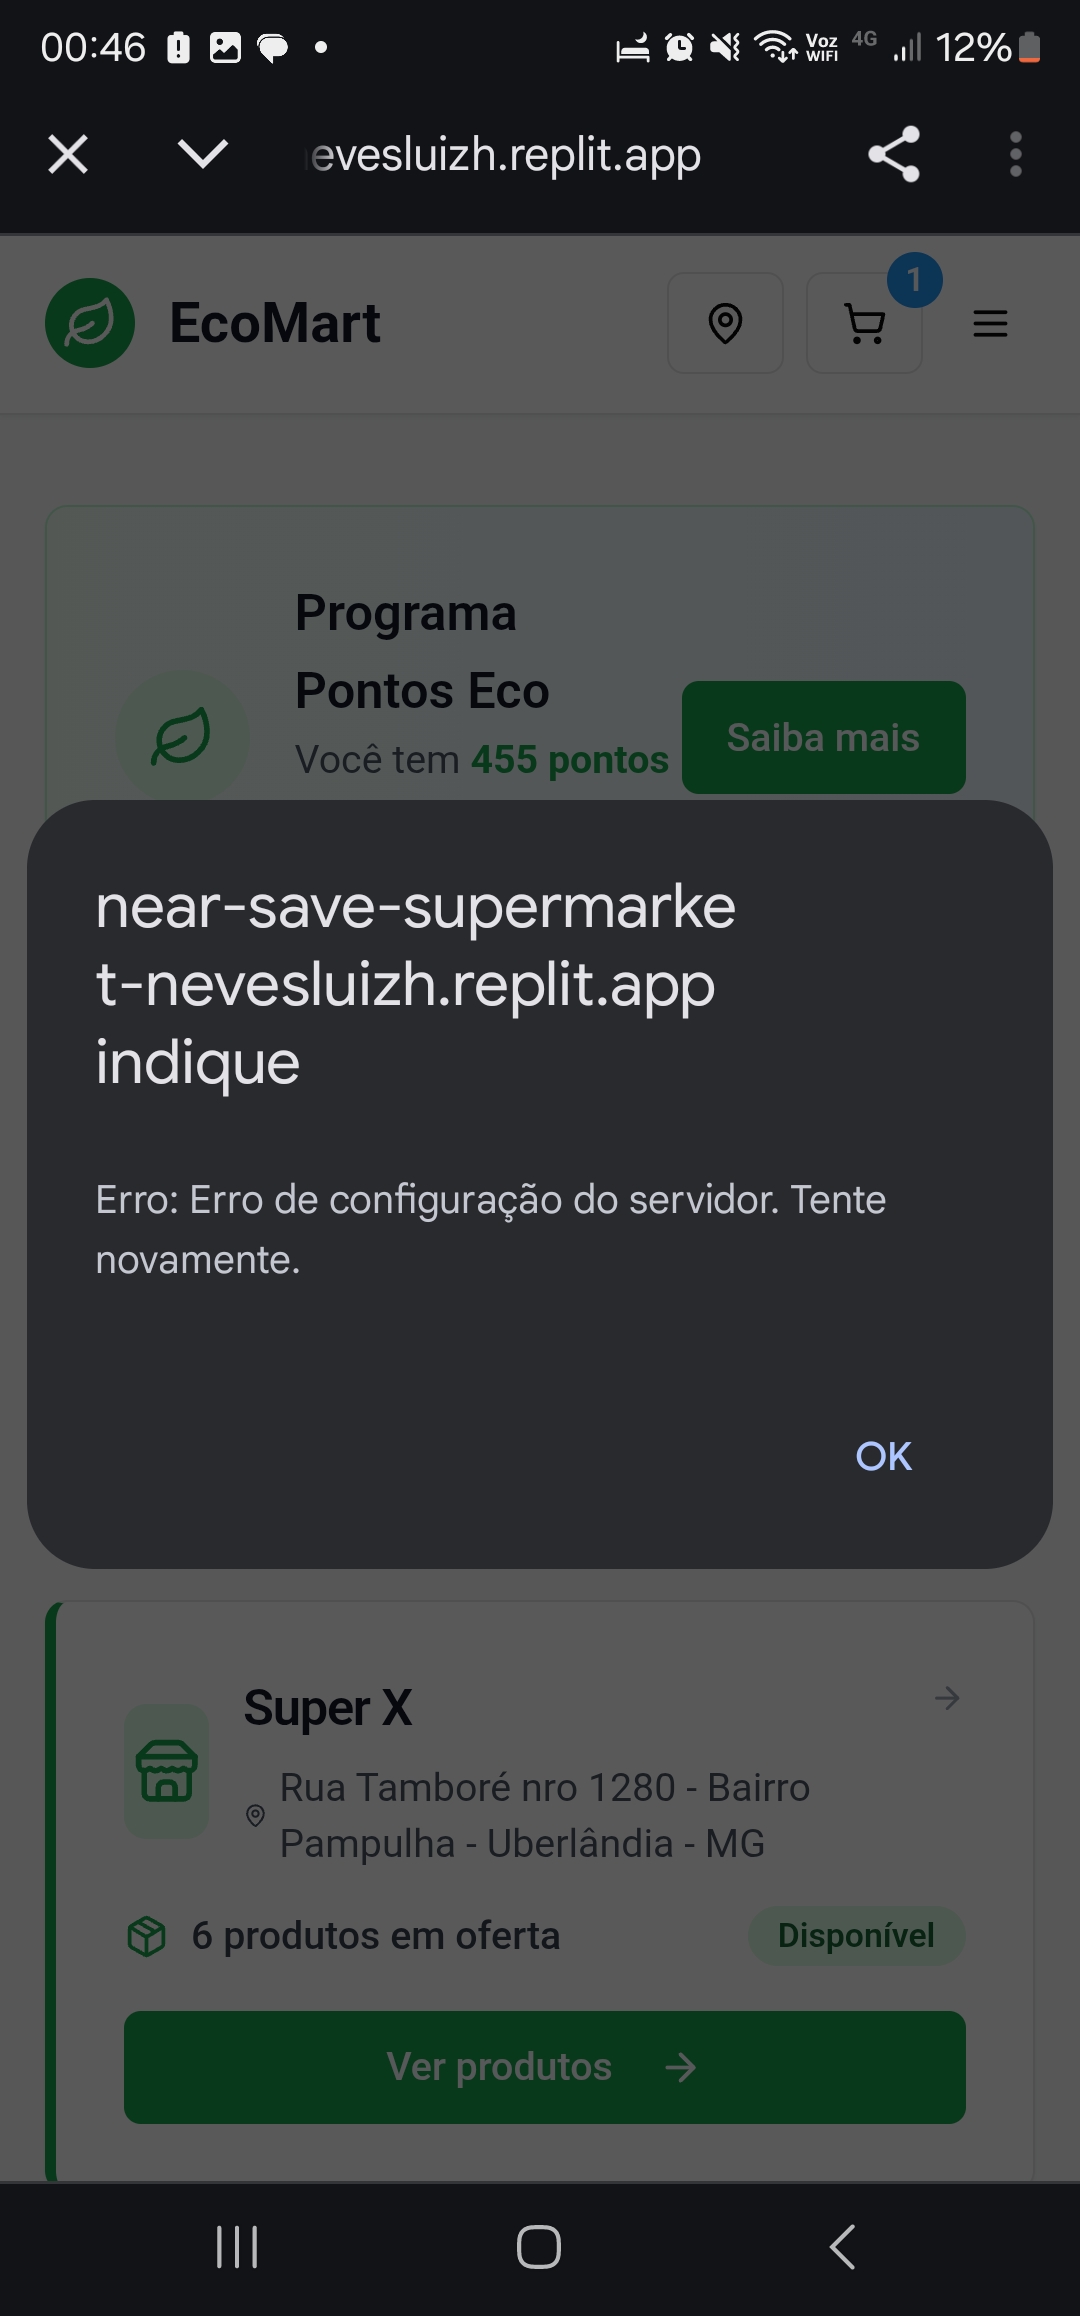 00:46
Voz
WIFI
4G
12%
evesluizh.replit.app
EcoMart
1
Programa
Pontos Eco
Você tem 455 pontos
Saiba mais
near-save-supermarke
t-nevesluizh.replit.app
indique
Erro: Erro de configuração do servidor. Tente
novamente.
OK
Super X
Rua Tamboré nro 1280 - Bairro
Pampulha - Uberlândia - MG
6 produtos em oferta
Disponível
Ver produtos